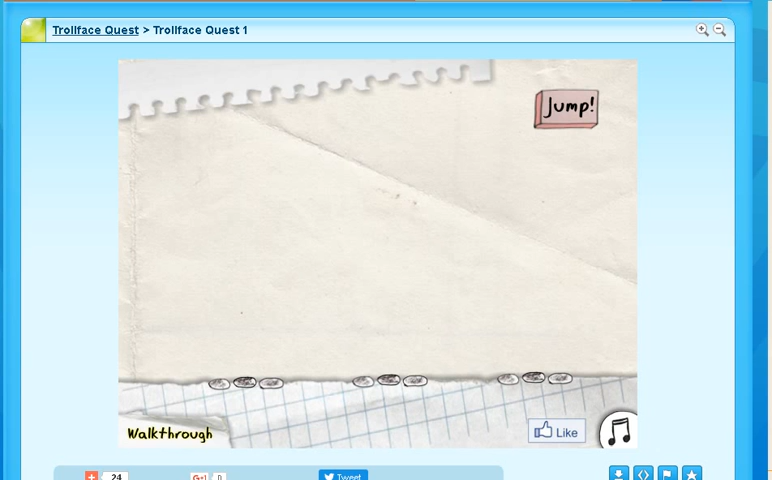 Trollface Quest > Trollface Quest 1
Jump!
Walkthrough
Like
24
G+1 0
Tweet